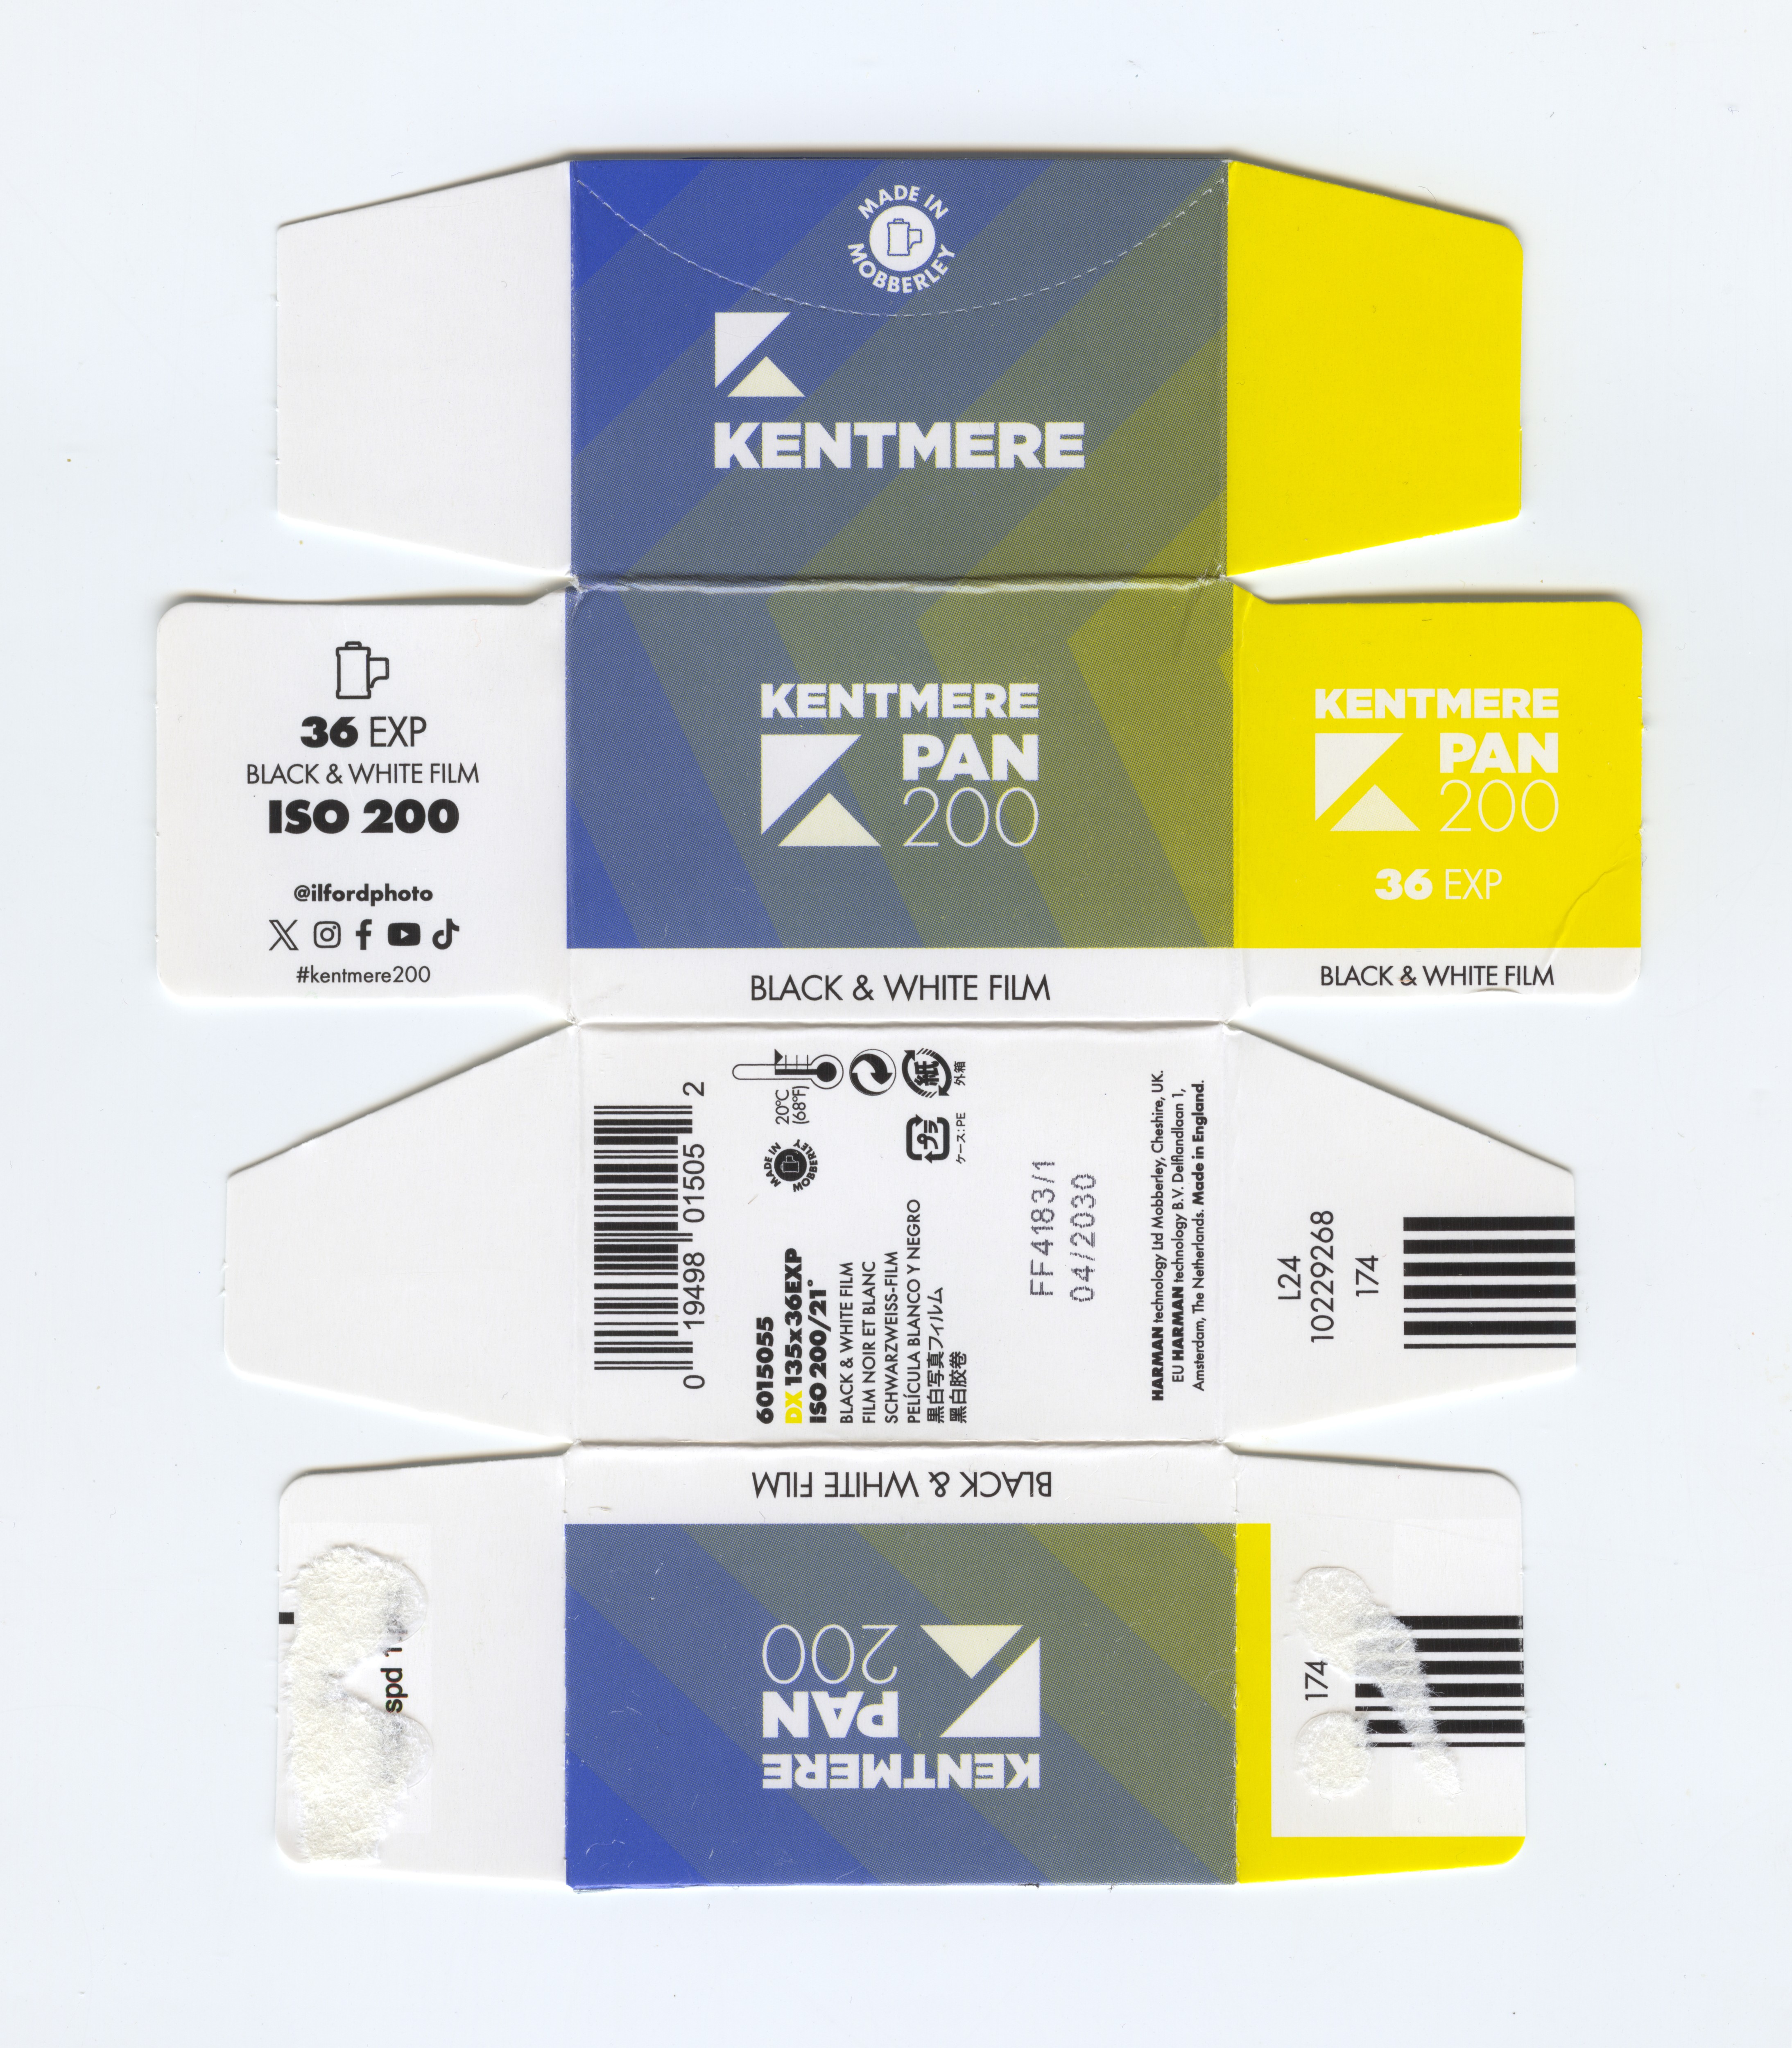 MADE IN
MOBBERLEY
KENTMERE
36 EXP
BLACK & WHITE FILM
ISO 200
@ilfordphoto
#kentmere200
KENTMERE
PAN
200
BLACK & WHITE FILM
KENTMERE
PAN
200
36 EXP
BLACK & WHITE FILM
0 19498 01505 2
20°C
(68°F)
MADE IN
MOBBERLEY
紙
外箱
プラ
ケース:PE
6015055
DX 135x36EXP
ISO 200/21°
BLACK & WHITE FILM
FILM NOIR ET BLANC
SCHWARZWEISS-FILM
PELÍCULA BLANCO Y NEGRO
黒白写真フィルム
黑白胶卷
FF4183/1
04/2030
HARMAN technology Ltd Mobberley, Cheshire, UK.
EU HARMAN technology B.V. Delflandlaan 1,
Amsterdam, The Netherlands. Made in England.
L24
10229268
174
BLACK & WHITE FILM
KENTMERE
PAN
200
spd
174